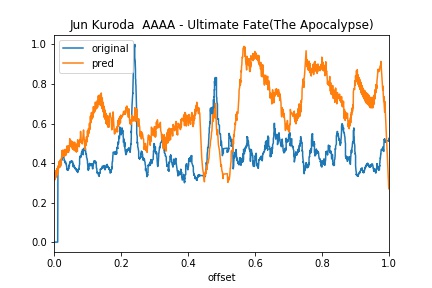 Jun Kuroda  AAAA - Ultimate Fate(The Apocalypse)
original
pred
1.0
0.8
0.6
0.4
0.2
0.0
0.0 0.2 0.4 0.6 0.8 1.0
offset